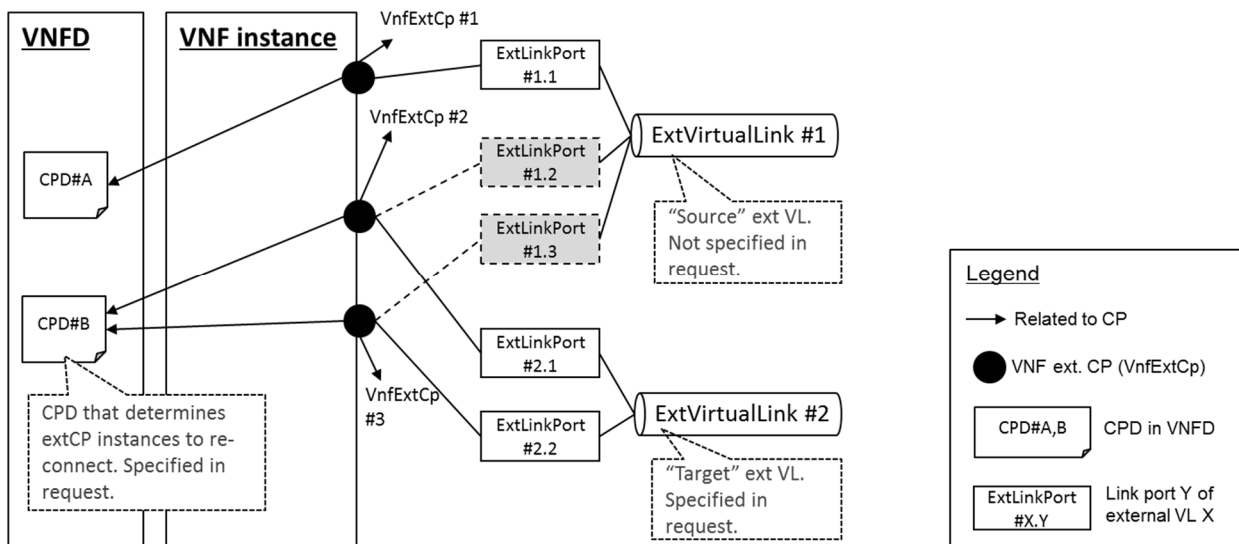 VNFD
VNF instance
VnfExtCp #1
ExtLinkPort
#1.1
VnfExtCp #2
ExtVirtualLink #1
ExtLinkPort
#1.2
CPD#A
"Source" ext VL.
Not specified in
request.
ExtLinkPort
#1.3
CPD#B
ExtLinkPort
#2.1
VnfExtCp
#3
ExtVirtualLink #2
ExtLinkPort
#2.2
CPD that determines
extCP instances to re-
connect. Specified in
request.
"Target" ext VL.
Specified in
request.
Legend
Related to CP
VNF ext. CP (VnfExtCp)
CPD#A,B
CPD in VNFD
ExtLinkPort
#X.Y
Link port Y of
external VL X